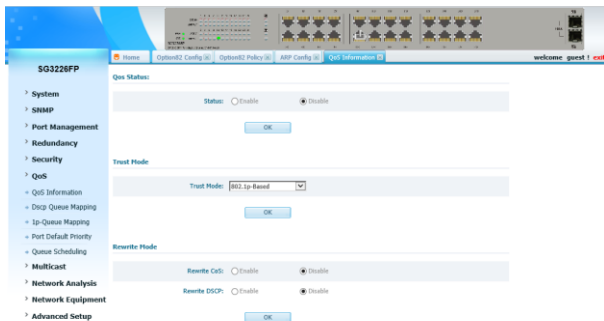 Home
Option82 Config
Option82 Policy
ARP Config
QoS Information
welcome guest ! exit
SG3226FP
System
SNMP
Port Management
Redundancy
Security
QoS
QoS Information
Dscp Queue Mapping
1p-Queue Mapping
Port Default Priority
Queue Scheduling
Multicast
Network Analysis
Network Equipment
Advanced Setup
Qos Status:
Status: Enable Disable
OK
Trust Mode
Trust Mode: 802.1p-Based
OK
Rewrite Mode
Rewrite CoS: Enable Disable
Rewrite DSCP: Enable Disable
OK